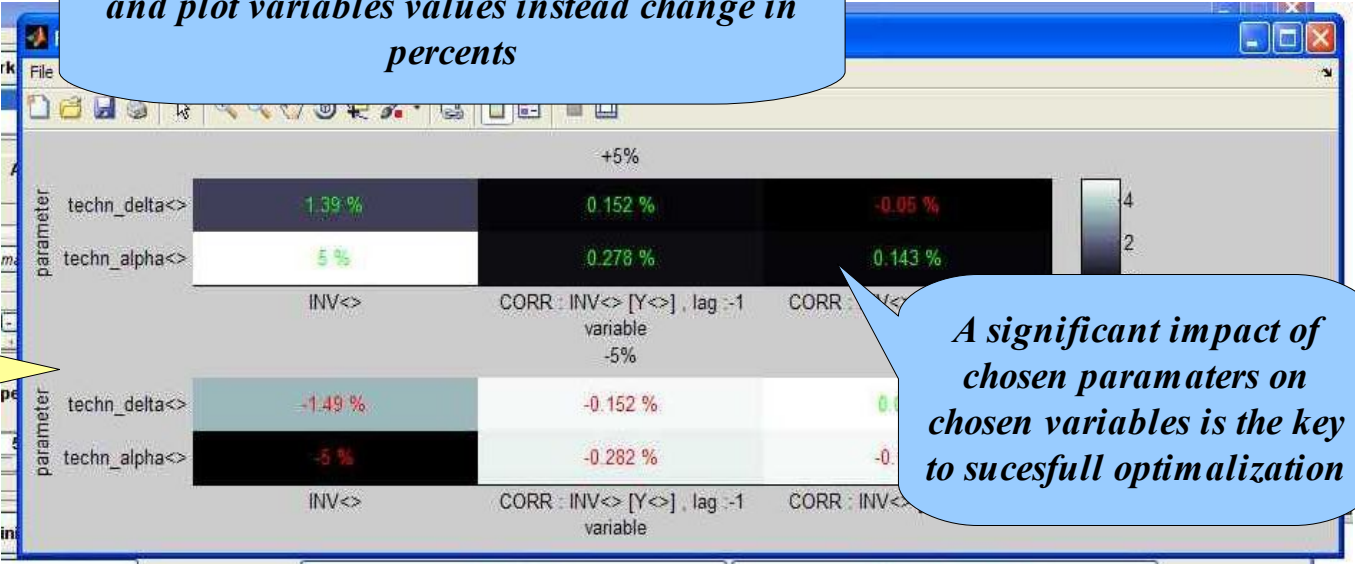 and plot variables values instead change in
percents
File
+5%
parameter
techn_delta<> 1.39 % 0.152 % -0.05 %
techn_alpha<> 5 % 0.278 % 0.143 %
4
2
INV<> CORR : INV<> [Y<>] , lag :-1 CORR :
variable
-5%
parameter
techn_delta<> -1.49 % -0.152 %
techn_alpha<> -5 % -0.282 %
INV<> CORR : INV<> [Y<>] , lag :-1 CORR : INV<>
variable
A significant impact of
chosen paramaters on
chosen variables is the key
to sucesfull optimalization